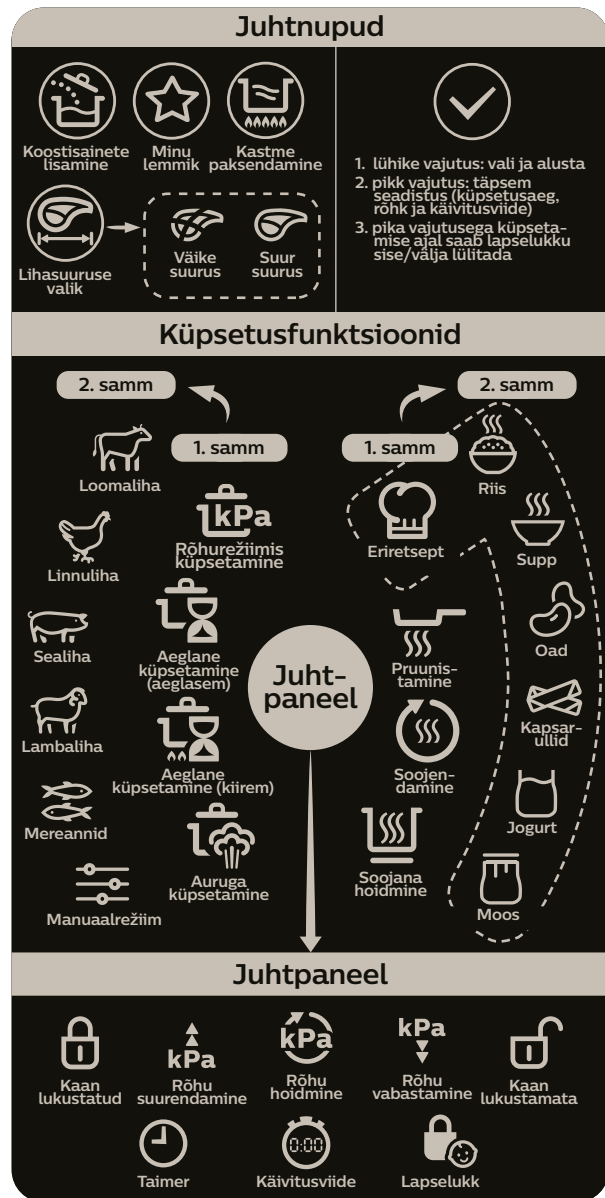 Juhtnupud
Koostisainete
lisamine
Minu
lemmik
Kastme
paksendamine
Lihasuuruse
valik
Väike
suurus
Suur
suurus
1. lühike vajutus: vali ja alusta
2. pikk vajutus: täpsem
seadistus (küpsetusaeg,
rõhk ja käivitusviide)
3. pika vajutusega küpseta-
mise ajal saab lapselukku
sisse/välja lülitada
Küpsetusfunktsioonid
2. samm
1. samm
Loomaliha
Linnuliha
Sealiha
Lambaliha
Mereannid
Manuaalrežiim
kPa
Rõhurežiimis
küpsetamine
Aeglane
küpsetamine
(aeglasem)
Aeglane
küpsetamine (kiirem)
Auruga
küpsetamine
Juht-
paneel
1. samm
2. samm
Eriretsept
Pruunis-
tamine
Soojen-
damine
Soojana
hoidmine
Riis
Supp
Oad
Kapsar-
ullid
Jogurt
Moos
Juhtpaneel
Kaan
lukustatud
kPa
Rõhu
suurendamine
kPa
Rõhu
hoidmine
kPa
Rõhu
vabastamine
Kaan
lukustamata
Taimer
0:00
Käivitusviide
Lapselukk